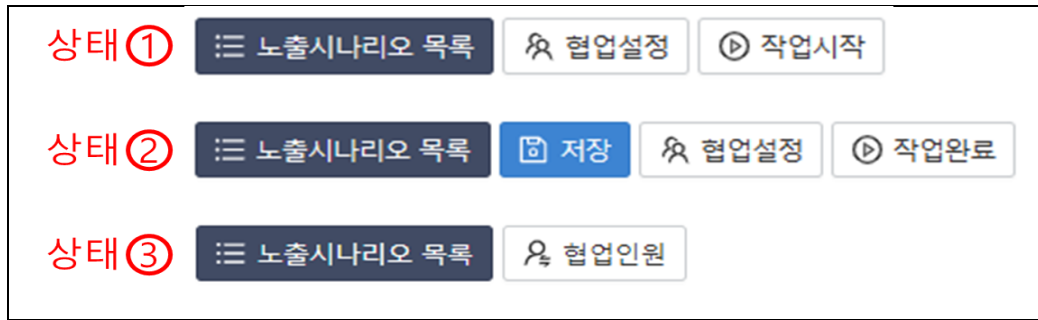 상태① 노출시나리오 목록 협업설정 작업시작
상태② 노출시나리오 목록 저장 협업설정 작업완료
상태③ 노출시나리오 목록 협업인원